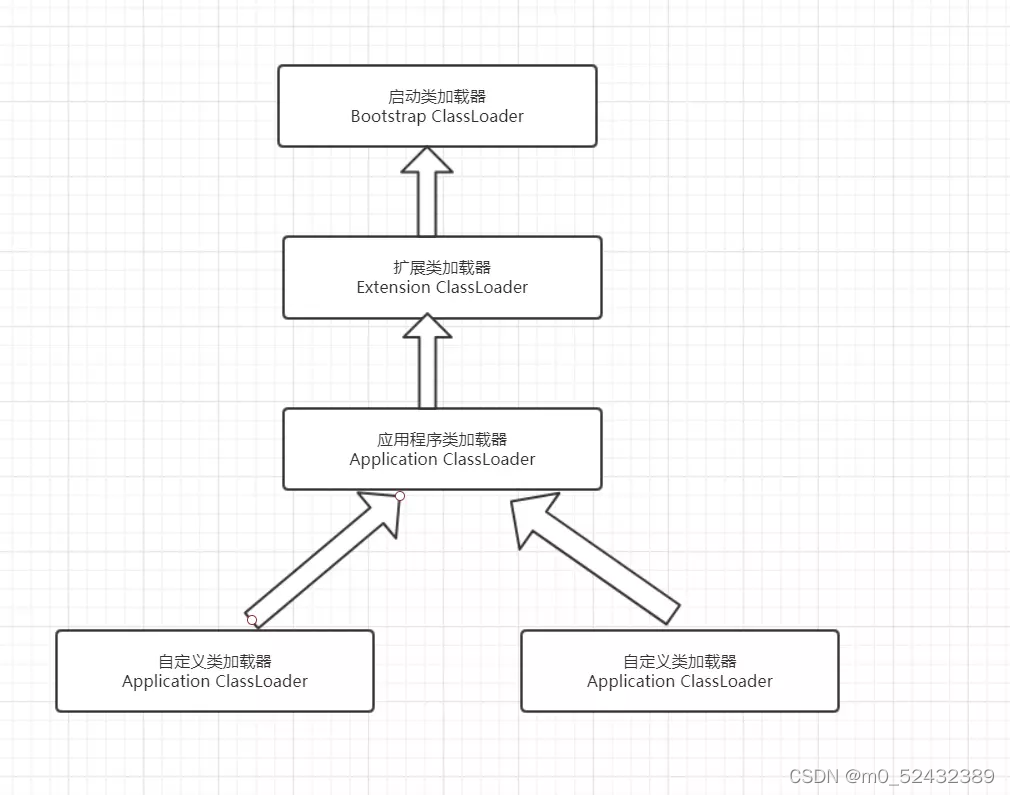 启动类加载器
Bootstrap ClassLoader
扩展类加载器
Extension ClassLoader
应用程序类加载器
Application ClassLoader
自定义类加载器
Application ClassLoader
自定义类加载器
Application ClassLoader
CSDN @m0_52432389